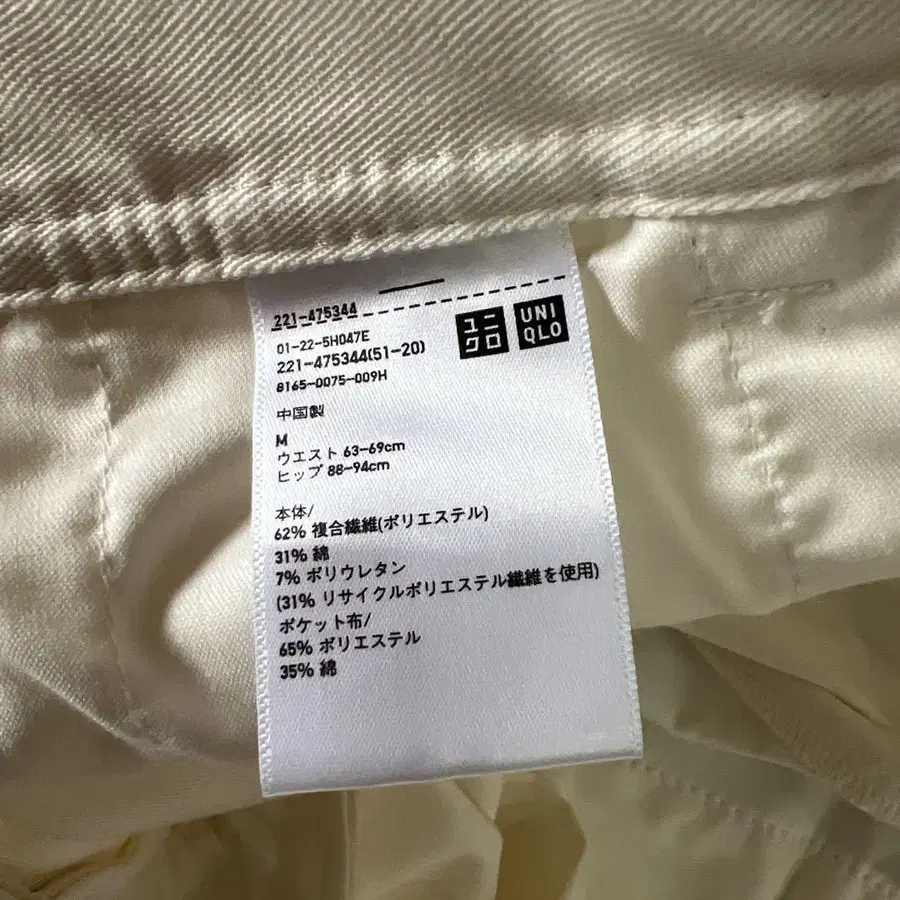 221-475344
ユニクロ
UNIQLO
01-22-5H047E
221-475344(51-20)
8165-0075-009H
中国製
M
ウエスト 63-69cm
ヒップ 88-94cm
本体/
62% 複合繊維(ポリエステル)
31% 綿
7% ポリウレタン
(31% リサイクルポリエステル繊維を使用)
ポケット布/
65% ポリエステル
35% 綿